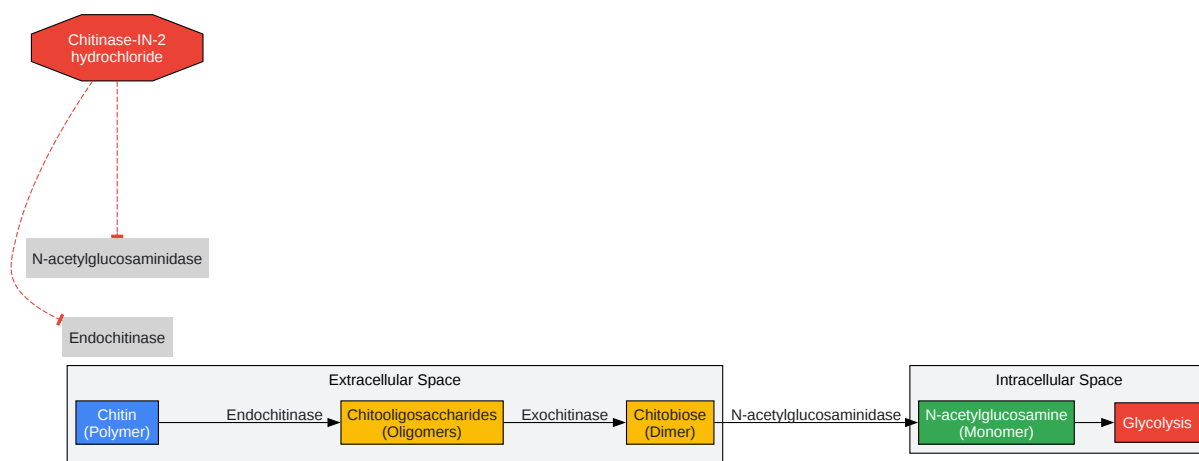 Chitinase-IN-2
hydrochloride
N-acetylglucosaminidase
Endochitinase
Extracellular Space
Intracellular Space
Chitin
(Polymer)
Endochitinase
Chitooligosaccharides
(Oligomers)
Exochitinase
Chitobiose
(Dimer)
N-acetylglucosaminidase
N-acetylglucosamine
(Monomer)
Glycolysis